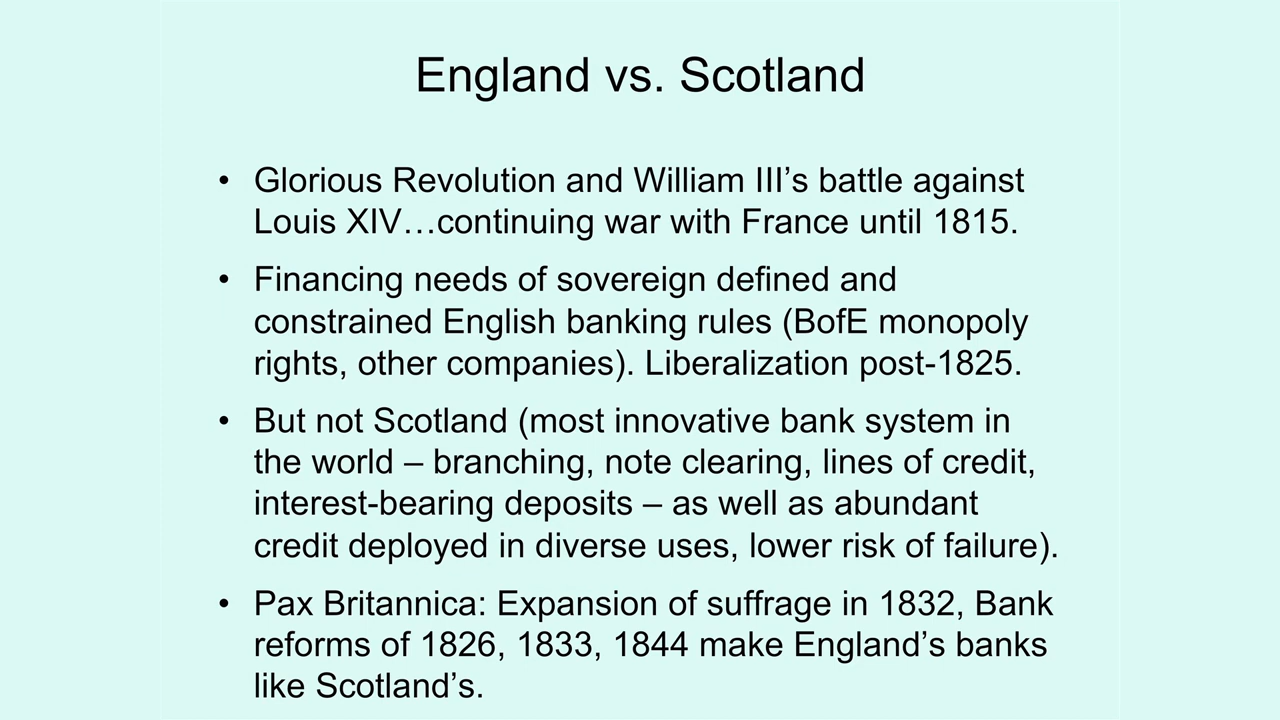 England vs. Scotland
• Glorious Revolution and William III’s battle against
Louis XIV…continuing war with France until 1815.
• Financing needs of sovereign defined and
constrained English banking rules (BofE monopoly
rights, other companies). Liberalization post-1825.
• But not Scotland (most innovative bank system in
the world – branching, note clearing, lines of credit,
interest-bearing deposits – as well as abundant
credit deployed in diverse uses, lower risk of failure).
• Pax Britannica: Expansion of suffrage in 1832, Bank
reforms of 1826, 1833, 1844 make England’s banks
like Scotland’s.